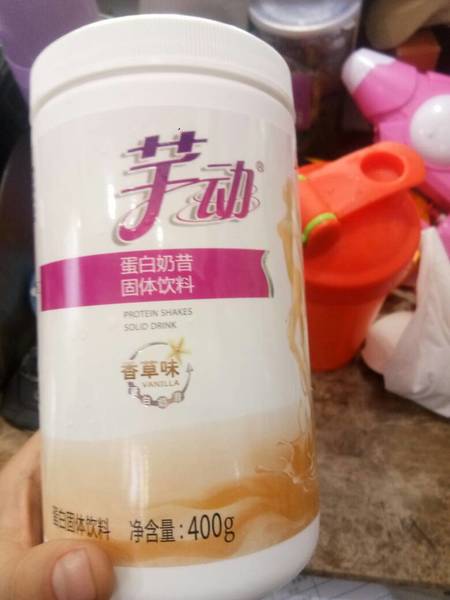 芋动®
蛋白奶昔
固体饮料
PROTEIN SHAKES
SOLID DRINK
香草味
VANILLA
蛋白固体饮料 净含量:400g